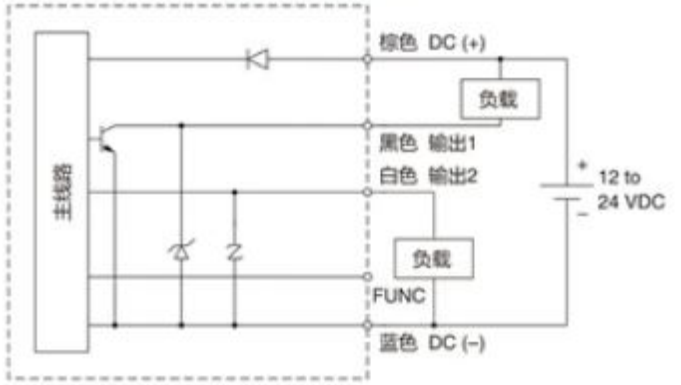 棕色 DC (+)
负载
黑色 输出1
白色 输出2
主线路
+
12 to
24 VDC
−
负载
FUNC
蓝色 DC (–)